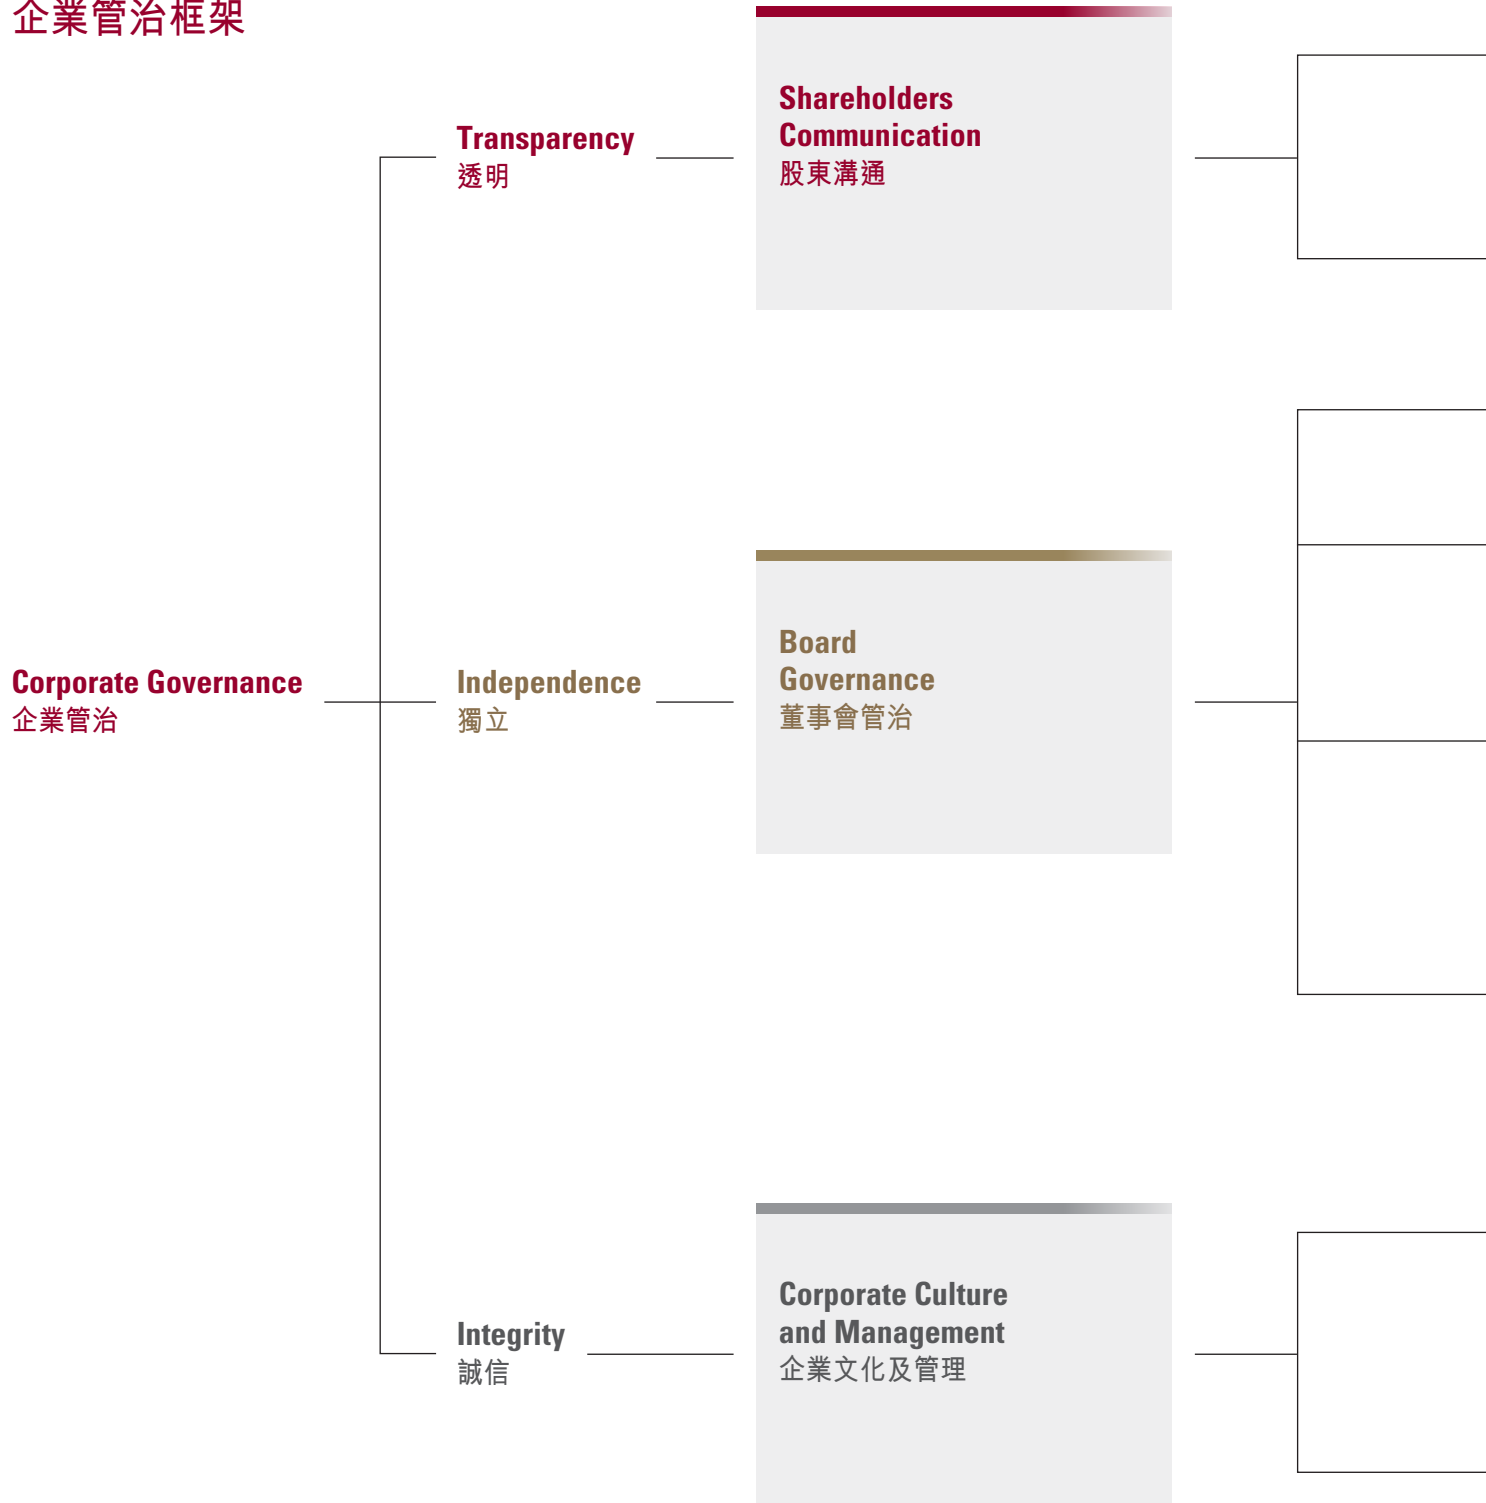 企業管治框架
Transparency
透明
Shareholders
Communication
股東溝通
Corporate Governance
企業管治
Independence
獨立
Board
Governance
董事會管治
Integrity
誠信
Corporate Culture
and Management
企業文化及管理